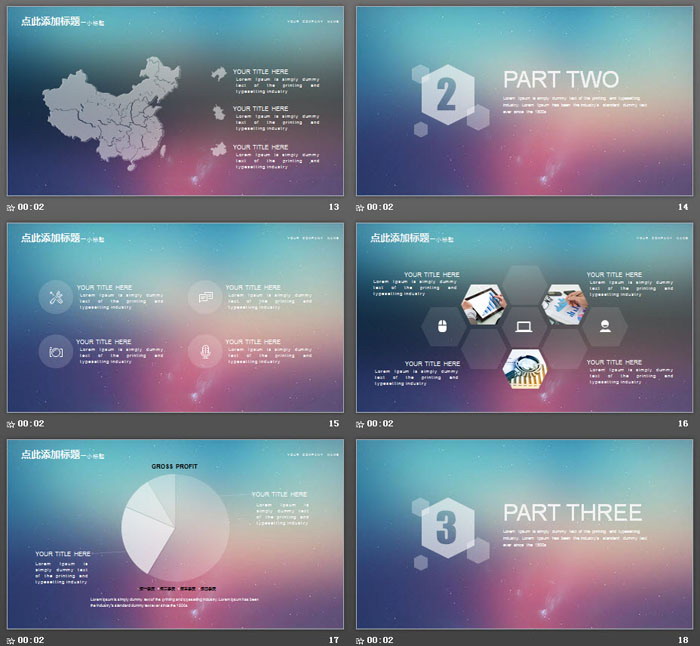 点此添加标题—小标题
YOUR COMPANY NAME
YOUR TITLE HERE
Lorem Ipsum is simply dummy
text of the printing and
typesetting industry
YOUR TITLE HERE
Lorem Ipsum is simply dummy
text of the printing and
typesetting industry
YOUR TITLE HERE
Lorem Ipsum is simply dummy
text of the printing and
typesetting industry
00:02
13
2
PART TWO
Lorem Ipsum is simply dummy text of the printing and typesetting
industry. Lorem Ipsum has been the industry's standard dummy text
ever since the 1500s
00:02
14
点此添加标题—小标题
YOUR COMPANY NAME
YOUR TITLE HERE
Lorem Ipsum is simply dummy
text of the printing and
typesetting industry
YOUR TITLE HERE
Lorem Ipsum is simply dummy
text of the printing and
typesetting industry
YOUR TITLE HERE
Lorem Ipsum is simply dummy
text of the printing and
typesetting industry
YOUR TITLE HERE
Lorem Ipsum is simply dummy
text of the printing and
typesetting industry
00:02
15
点此添加标题—小标题
YOUR COMPANY NAME
YOUR TITLE HERE
Lorem Ipsum is simply dummy
text of the printing and
typesetting industry
YOUR TITLE HERE
Lorem Ipsum is simply dummy
text of the printing and
typesetting industry
YOUR TITLE HERE
Lorem Ipsum is simply dummy
text of the printing and
typesetting industry
YOUR TITLE HERE
Lorem Ipsum is simply dummy
text of the printing and
typesetting industry
00:02
16
点此添加标题—小标题
YOUR COMPANY NAME
GROSS PROFIT
YOUR TITLE HERE
Lorem Ipsum is
simply dummy text
of the printing and
typesetting industry
YOUR TITLE HERE
Lorem Ipsum is
simply dummy text
of the printing and
typesetting industry
第一季度 第二季度 第三季度 第四季度
Lorem Ipsum is simply dummy text of the printing and typesetting industry. Lorem Ipsum has been
the industry's standard dummy text ever since the 1500s
00:02
17
3
PART THREE
Lorem Ipsum is simply dummy text of the printing and typesetting
industry. Lorem Ipsum has been the industry's standard dummy text
ever since the 1500s
00:02
18